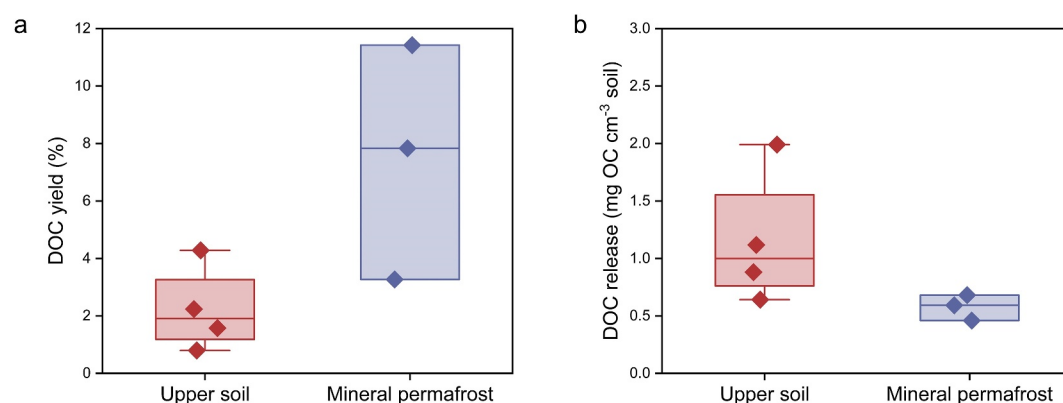 a
DOC yield (%)
12
10
8
6
4
2
0
Upper soil
Mineral permafrost
b
DOC release (mg OC cm⁻³ soil)
3.0
2.5
2.0
1.5
1.0
0.5
0.0
Upper soil
Mineral permafrost